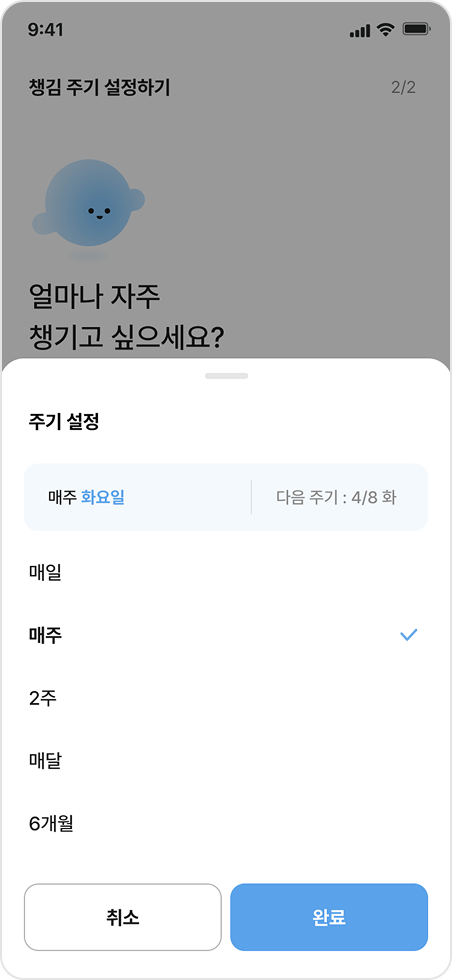 9:41
챙김 주기 설정하기 2/2
얼마나 자주
챙기고 싶으세요?
주기 설정
매주 화요일 다음 주기 : 4/8 화
매일
매주
2주
매달
6개월
취소 완료